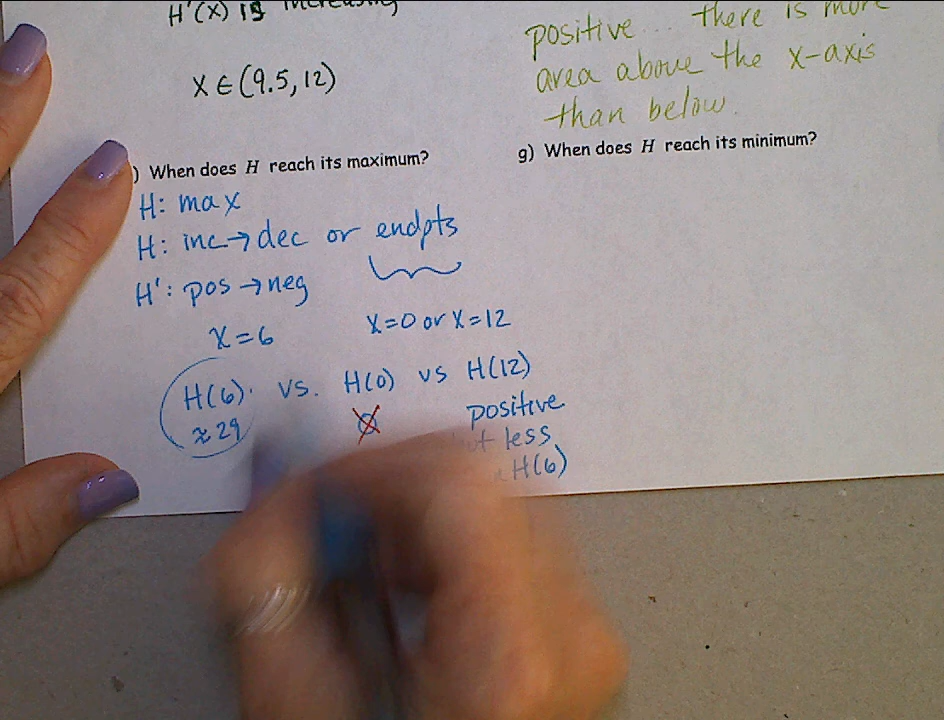 H'(x) is increasing
x ∈ (9.5, 12)
positive... there is more
area above the x-axis
than below.
) When does H reach its maximum?
H: max
H: inc→dec or endpts
H': pos→neg
x=6
x=0 or x=12
H(6) vs. H(0) vs H(12)
≈ 29
0
positive
less
H(6)
g) When does H reach its minimum?